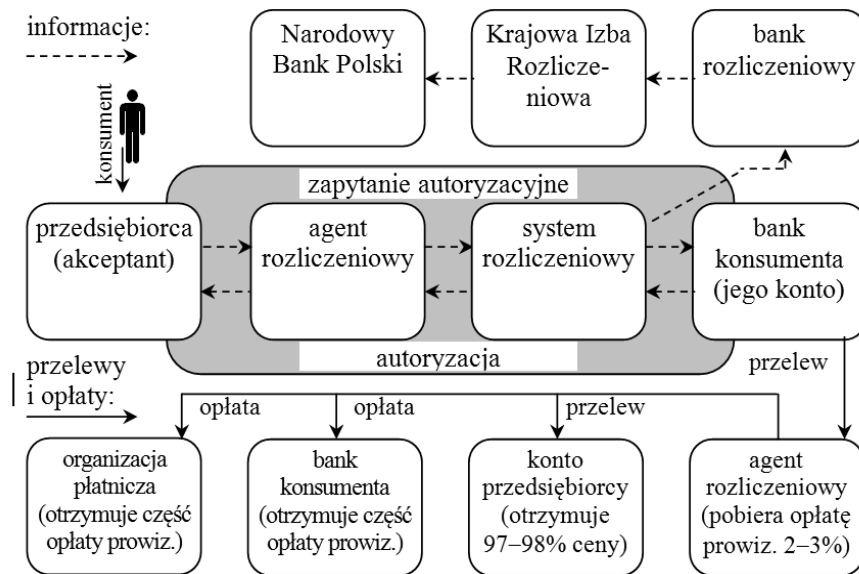 informacje:
Narodowy
Bank Polski
Krajowa Izba
Rozlicze-
niowa
bank
rozliczeniowy
konsument
zapytanie autoryzacyjne
przedsiębiorca
(akceptant)
agent
rozliczeniowy
system
rozliczeniowy
bank
konsumenta
(jego konto)
autoryzacja
przelew
przelewy
i opłaty:
opłata
opłata
przelew
organizacja
płatnicza
(otrzymuje część
opłaty prowiz.)
bank
konsumenta
(otrzymuje część
opłaty prowiz.)
konto
przedsiębiorcy
(otrzymuje
97–98% ceny)
agent
rozliczeniowy
(pobiera opłatę
prowiz. 2–3%)